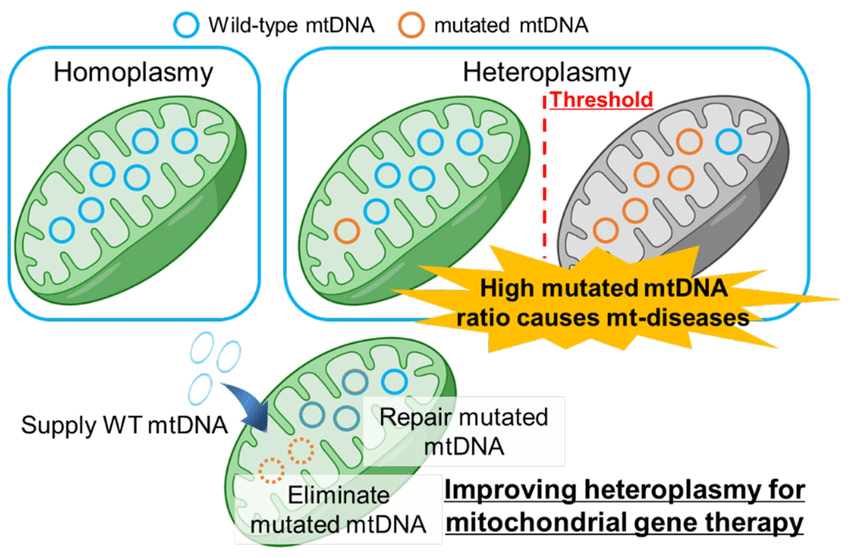 Wild-type mtDNA
mutated mtDNA
Homoplasmy
Heteroplasmy
Threshold
High mutated mtDNA
ratio causes mt-diseases
Supply WT mtDNA
Repair mutated
mtDNA
Eliminate
mutated mtDNA
Improving heteroplasmy for
mitochondrial gene therapy